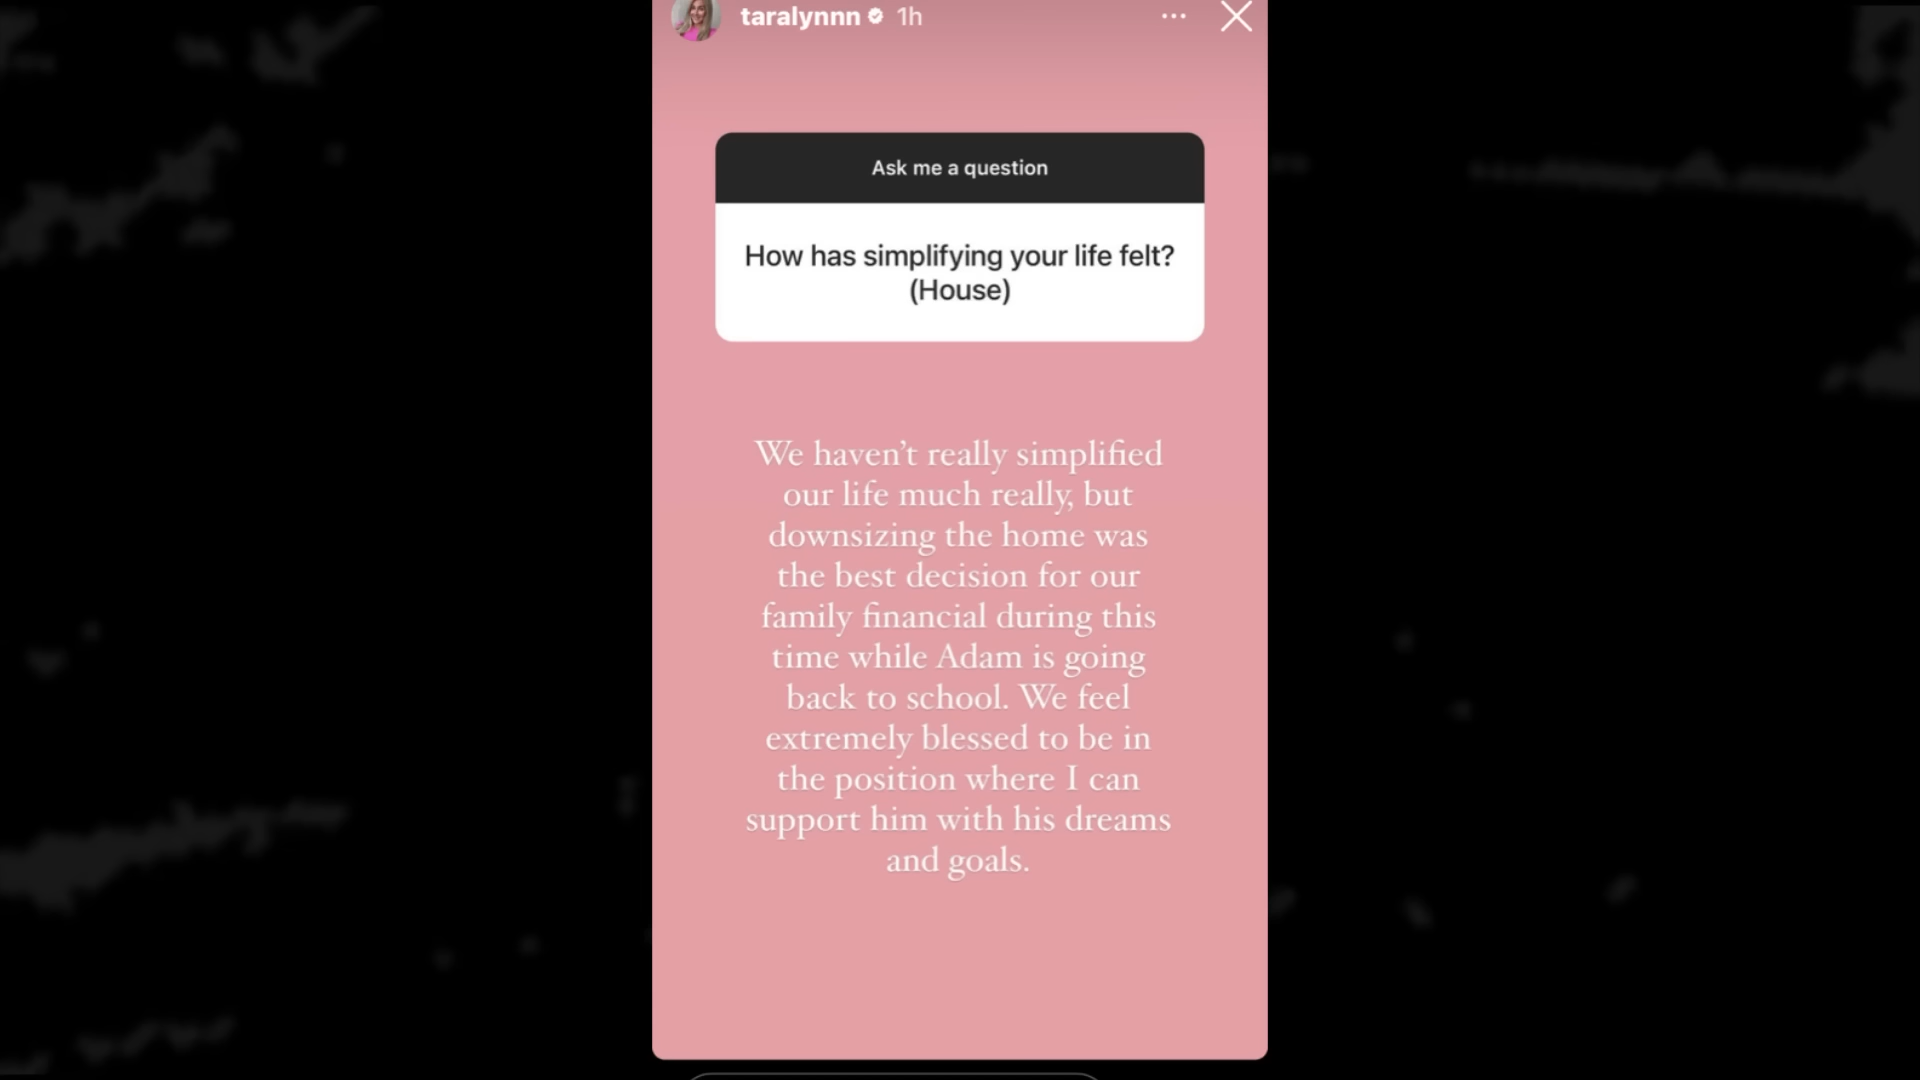 taralynnn 1h
Ask me a question
How has simplifying your life felt?
(House)
We haven't really simplified
our life much really, but
downsizing the home was
the best decision for our
family financial during this
time while Adam is going
back to school. We feel
extremely blessed to be in
the position where I can
support him with his dreams
and goals.